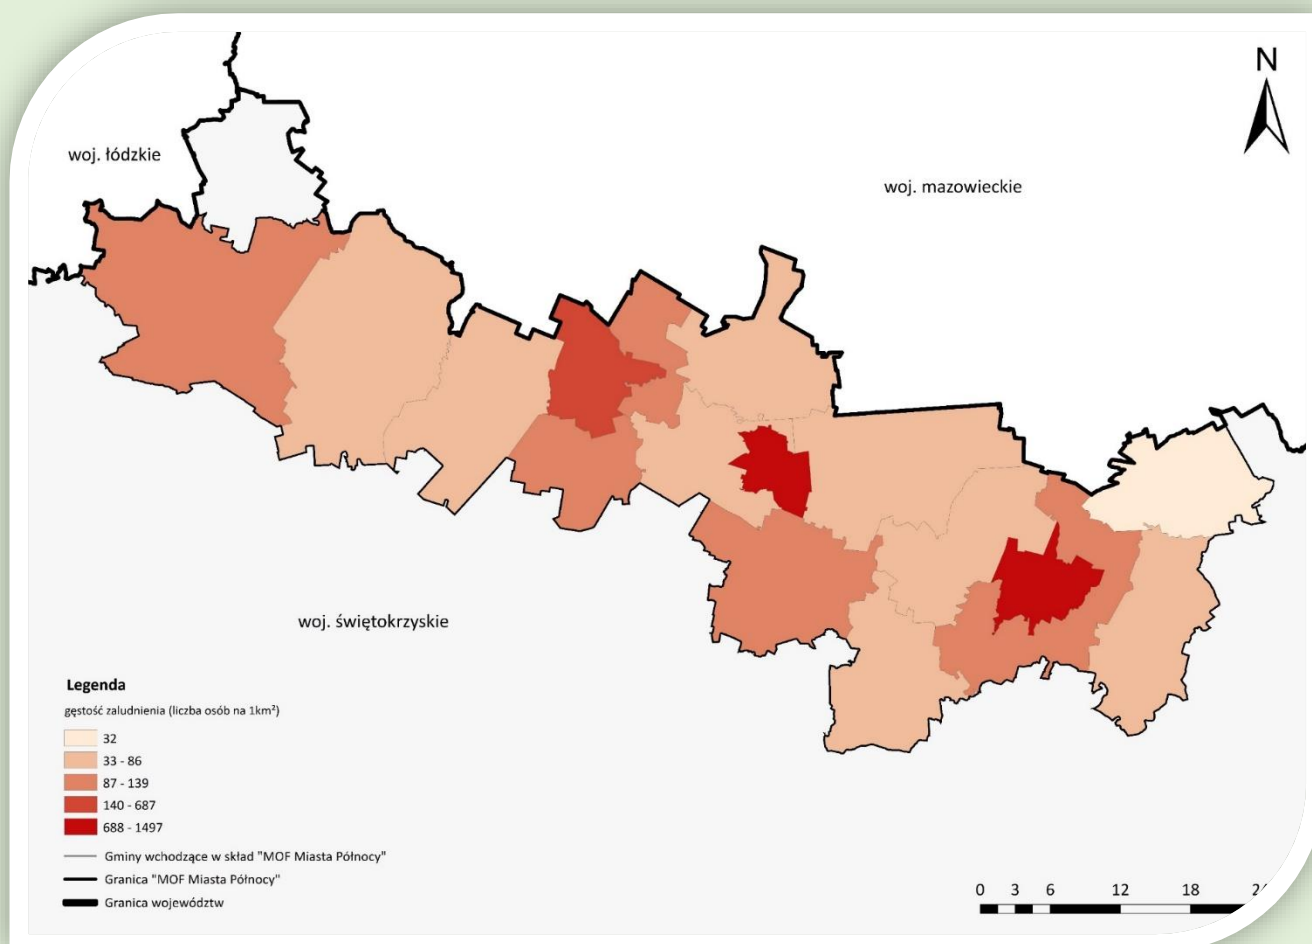 N
woj. łódzkie
woj. mazowieckie
woj. świętokrzyskie
Legenda
gęstość zaludnienia (liczba osób na 1km²)
32
33 - 86
87 - 139
140 - 687
688 - 1497
Gminy wchodzące w skład "MOF Miasta Północy"
Granica "MOF Miasta Północy"
Granica województw
0 3 6 12 18